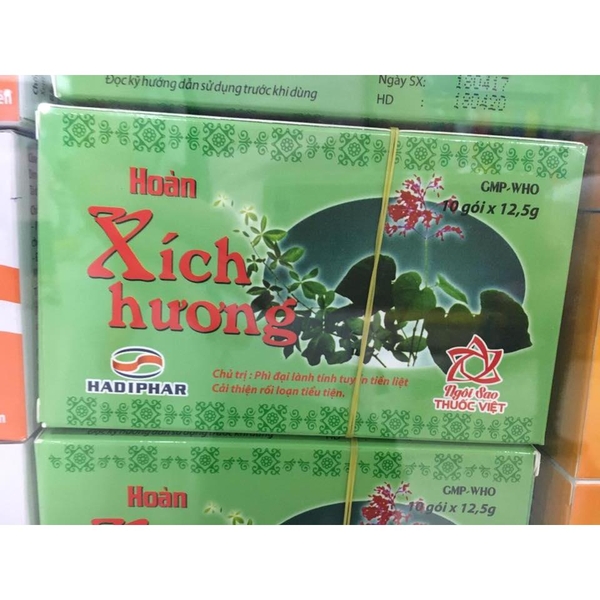 Đọc kỹ hướng dẫn sử dụng trước khi dùng
Ngày SX: 180417
HD : 180420
Hoàn
Xích
hương
GMP-WHO
10 gói x 12,5g
HADIPHAR
Chủ trị : Phì đại lành tính tuyến tiền liệt
Cải thiện rối loạn tiểu tiện.
Ngôi Sao
THUỐC VIỆT
Hoàn
GMP-WHO
10 gói x 12,5g